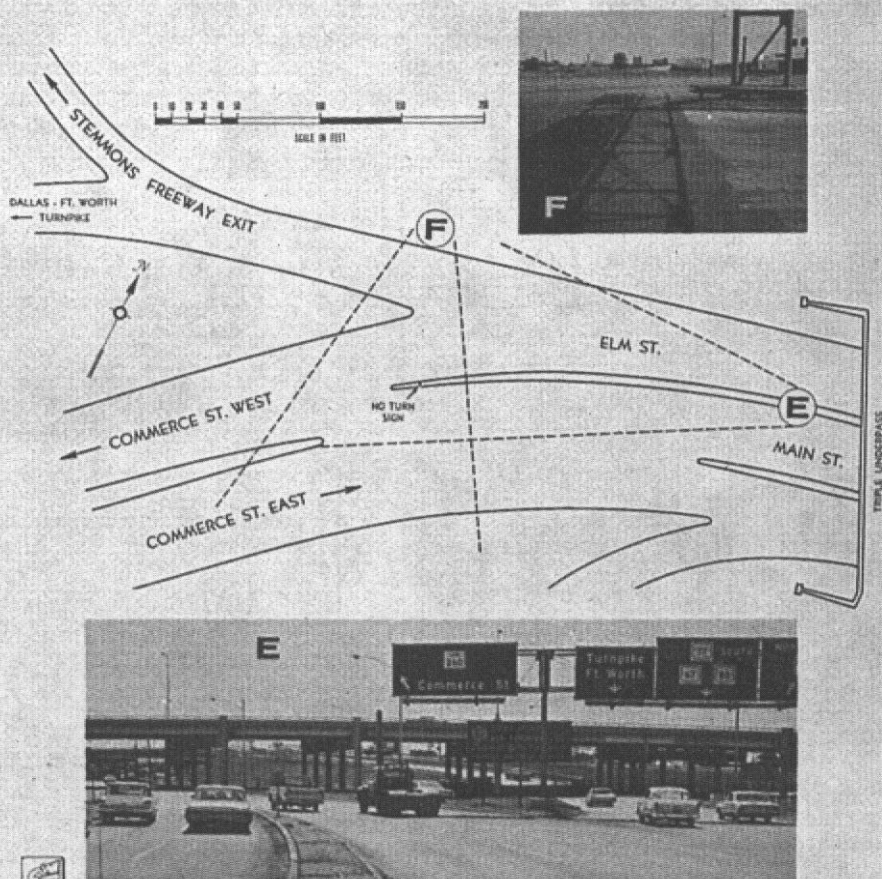 SCALE IN FEET
F
STEMMONS FREEWAY EXIT
DALLAS - FT. WORTH
TURNPIKE
F
N
ELM ST.
NO TURN
SIGN
E
COMMERCE ST. WEST
MAIN ST.
TRIPLE UNDERPASS
COMMERCE ST. EAST
E
Commerce St
Turnpike
Ft. Worth
South